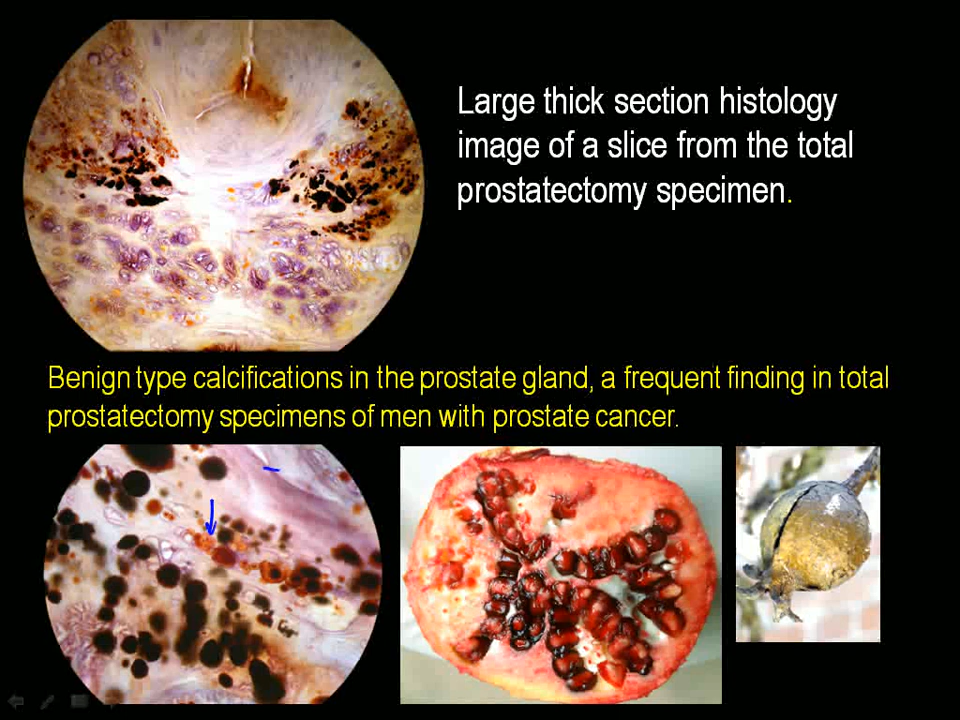 Large thick section histology
image of a slice from the total
prostatectomy specimen.
Benign type calcifications in the prostate gland, a frequent finding in total
prostatectomy specimens of men with prostate cancer.